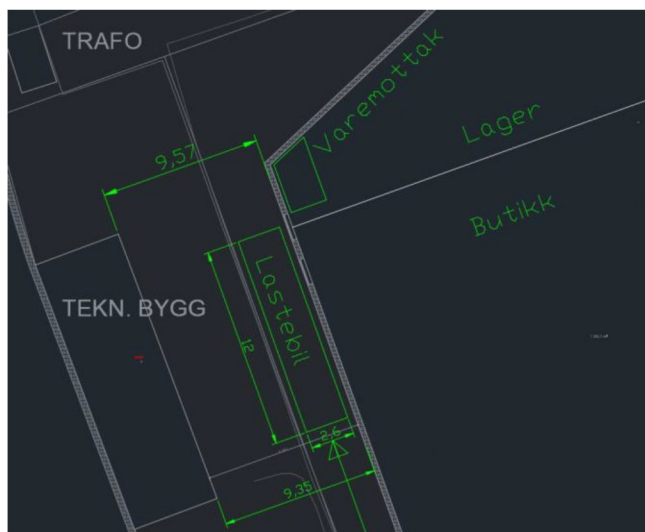 TRAFO
Varemottak
9,57
Lager
Butikk
Lastebil
TEKN. BYGG
12
2.6
9,35